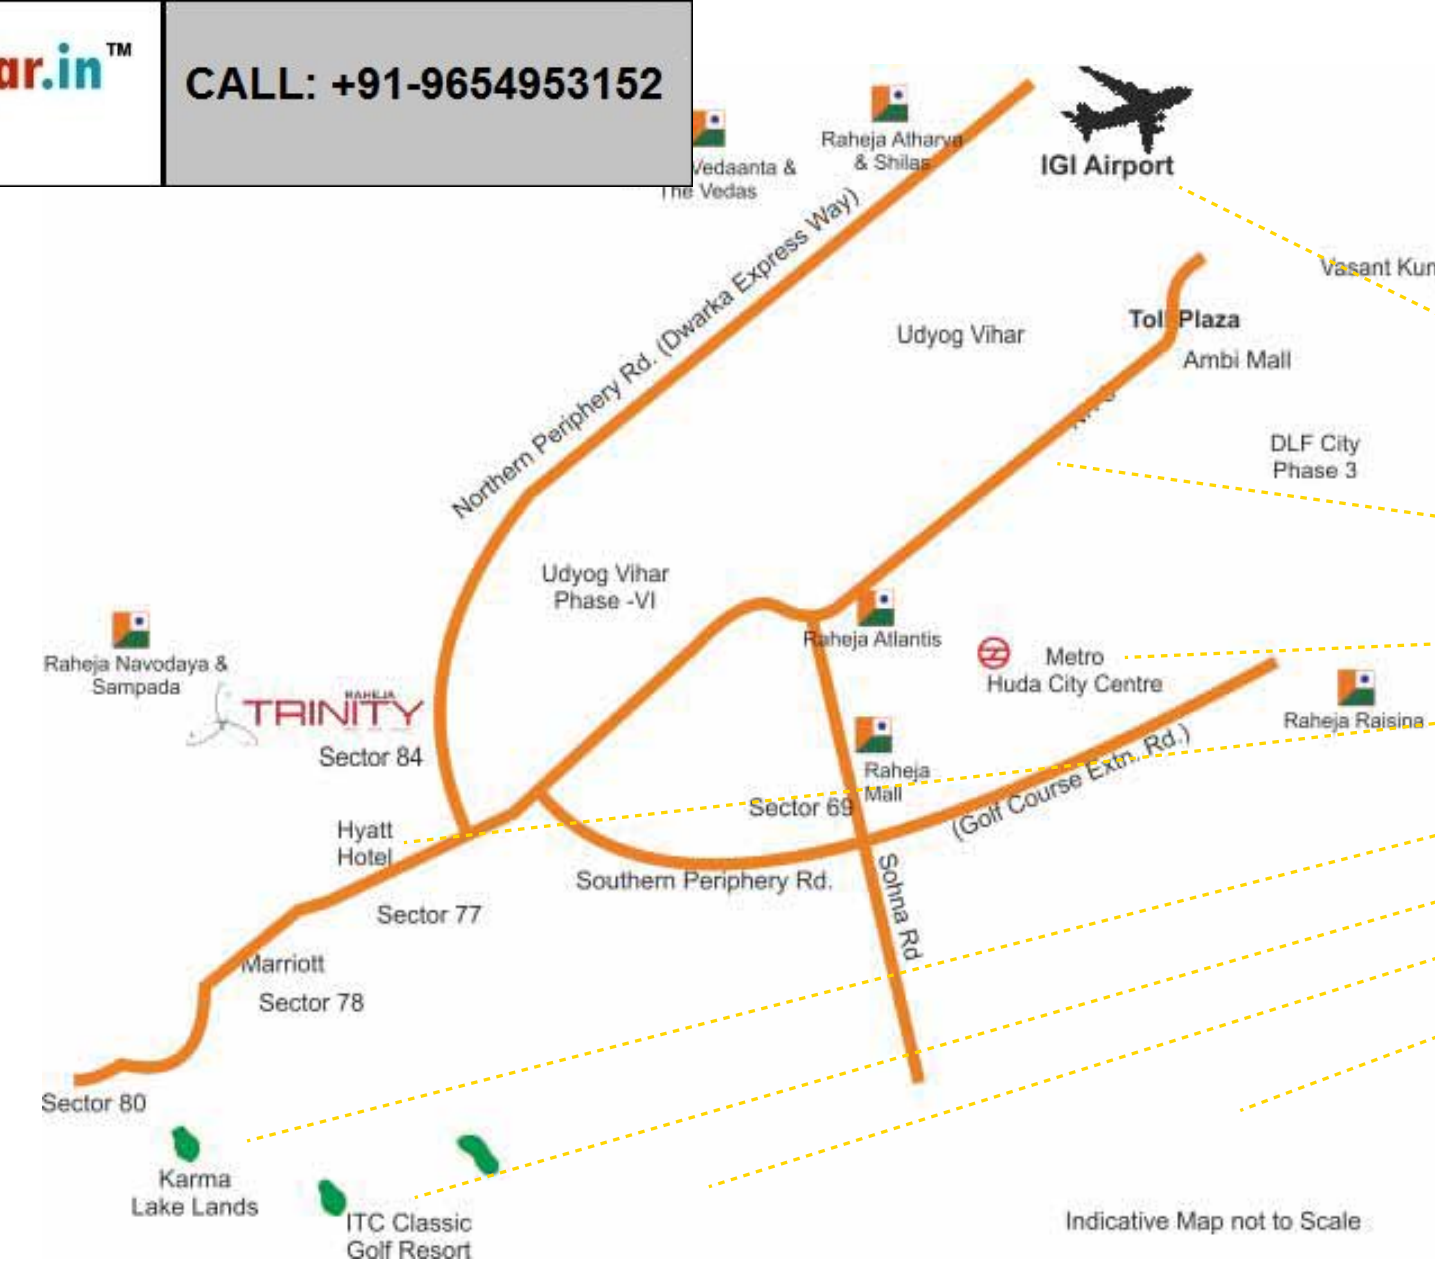 ar.in™
CALL: +91-9654953152
Vedaanta &
The Vedas
Raheja Atharva
& Shilas
IGI Airport
Vasant Kun
Northern Periphery Rd. (Dwarka Express Way)
Udyog Vihar
Toll Plaza
Ambi Mall
DLF City
Phase 3
Udyog Vihar
Phase -VI
Raheja Atlantis
Metro
Huda City Centre
Raheja Navodaya &
Sampada
RAHEJA
TRINITY
Sector 84
Raheja Raisina
Raheja
Mall
Sector 69
(Golf Course Extn. Rd.)
Hyatt
Hotel
Southern Periphery Rd.
Sohna Rd
Sector 77
Marriott
Sector 78
Sector 80
Karma
Lake Lands
ITC Classic
Golf Resort
Indicative Map not to Scale